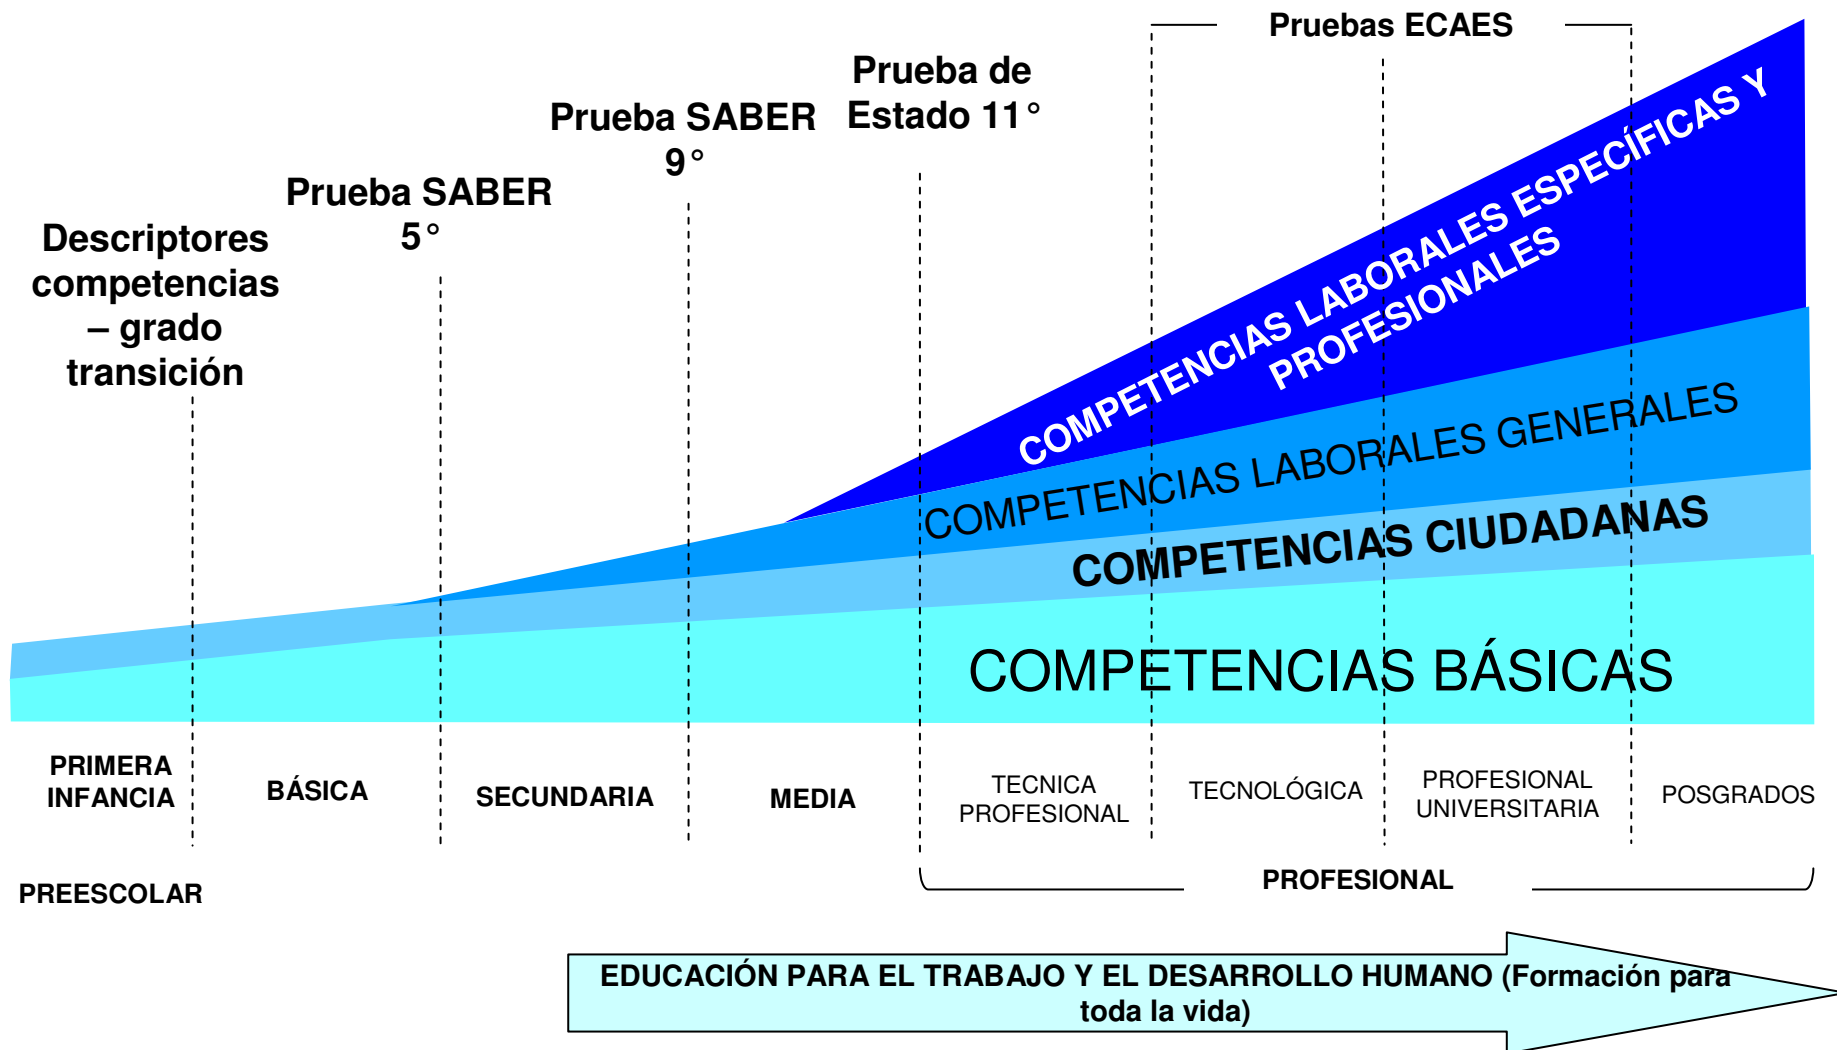 Pruebas ECAES
Prueba de
Estado 11°
Prueba SABER
9°
Prueba SABER
5°
Descriptores
competencias
– grado
transición
COMPETENCIAS LABORALES ESPECÍFICAS Y
PROFESIONALES
COMPETENCIAS LABORALES GENERALES
COMPETENCIAS CIUDADANAS
COMPETENCIAS BÁSICAS
PRIMERA
INFANCIA
BÁSICA
SECUNDARIA
MEDIA
TECNICA
PROFESIONAL
TECNOLÓGICA
PROFESIONAL
UNIVERSITARIA
POSGRADOS
PREESCOLAR
PROFESIONAL
EDUCACIÓN PARA EL TRABAJO Y EL DESARROLLO HUMANO (Formación para
toda la vida)